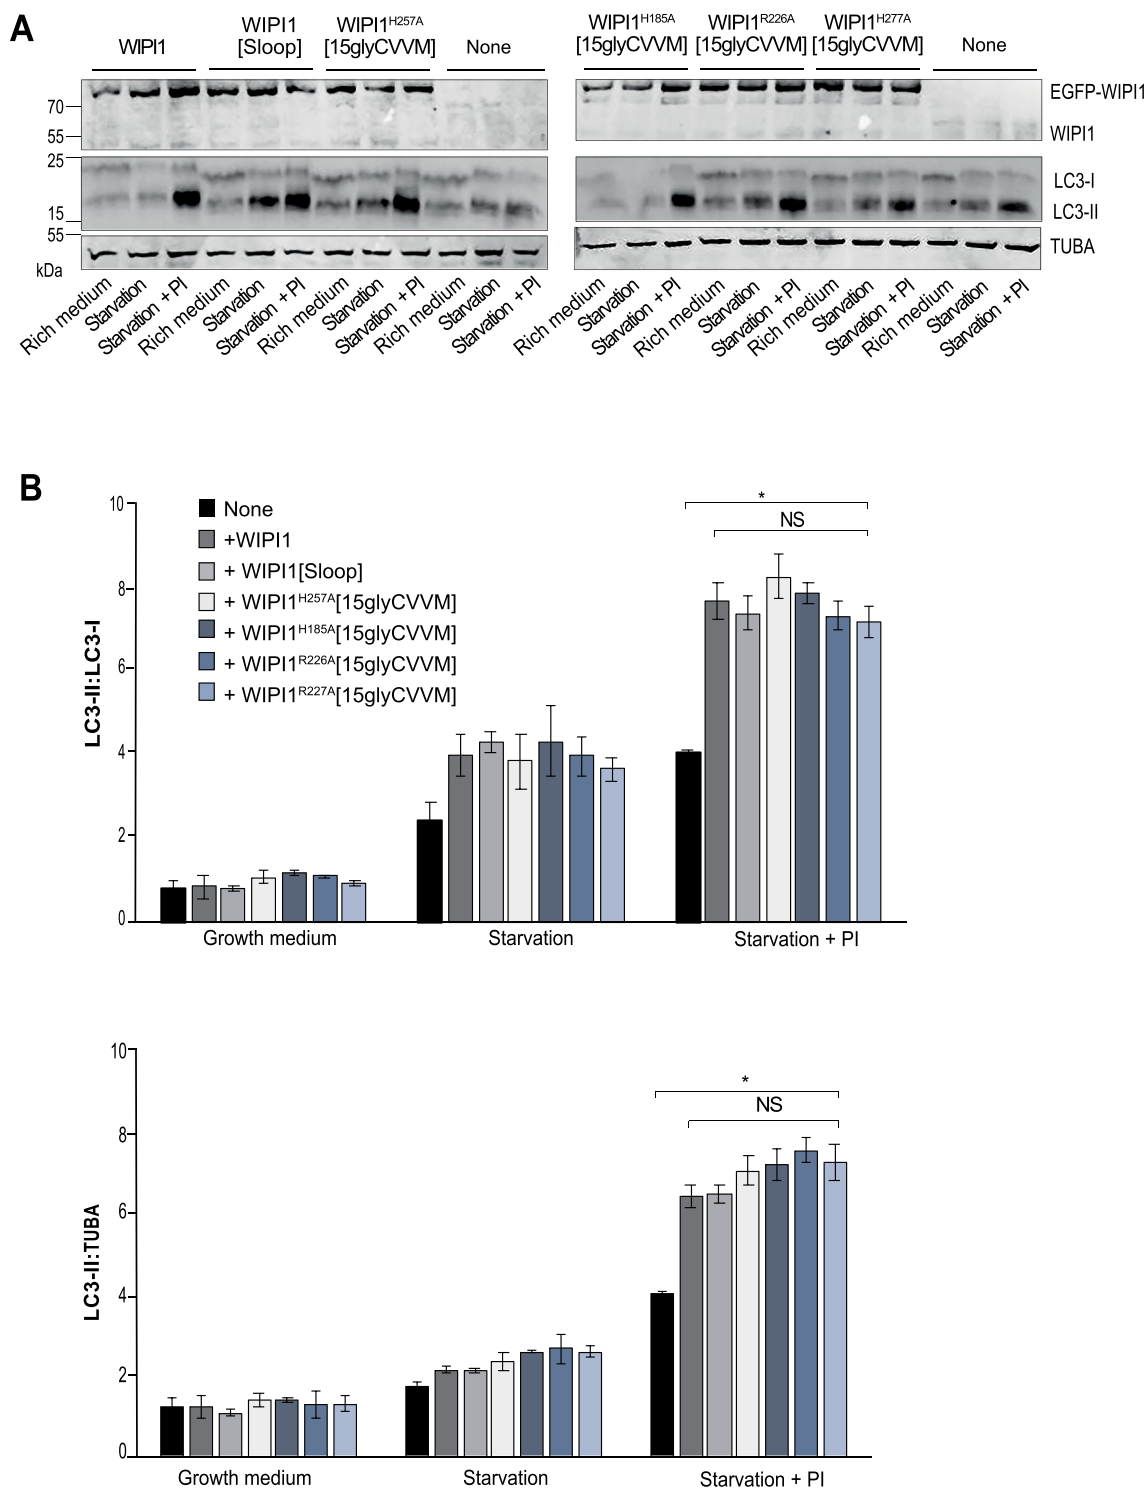 A
WIPI1
WIPI1
[Sloop]
WIPI1H257A
[15glyCVVM]
None
WIPI1H185A
[15glyCVVM]
WIPI1R226A
[15glyCVVM]
WIPI1H277A
[15glyCVVM]
None
70
55
25
15
55
kDa
EGFP-WIPI1
WIPI1
LC3-I
LC3-II
TUBA
Rich medium
Starvation
Starvation + PI
Rich medium
Starvation
Starvation + PI
Rich medium
Starvation
Starvation + PI
Rich medium
Starvation
Starvation + PI
Rich medium
Starvation
Starvation + PI
Rich medium
Starvation
Starvation + PI
Rich medium
Starvation
Starvation + PI
Rich medium
Starvation
Starvation + PI
B
LC3-II:LC3-I
10
8
6
4
2
0
None
+WIPI1
+ WIPI1[Sloop]
+ WIPI1H257A[15glyCVVM]
+ WIPI1H185A[15glyCVVM]
+ WIPI1R226A[15glyCVVM]
+ WIPI1R227A[15glyCVVM]
*
NS
Growth medium
Starvation
Starvation + PI
LC3-II:TUBA
10
8
6
4
2
0
*
NS
Growth medium
Starvation
Starvation + PI